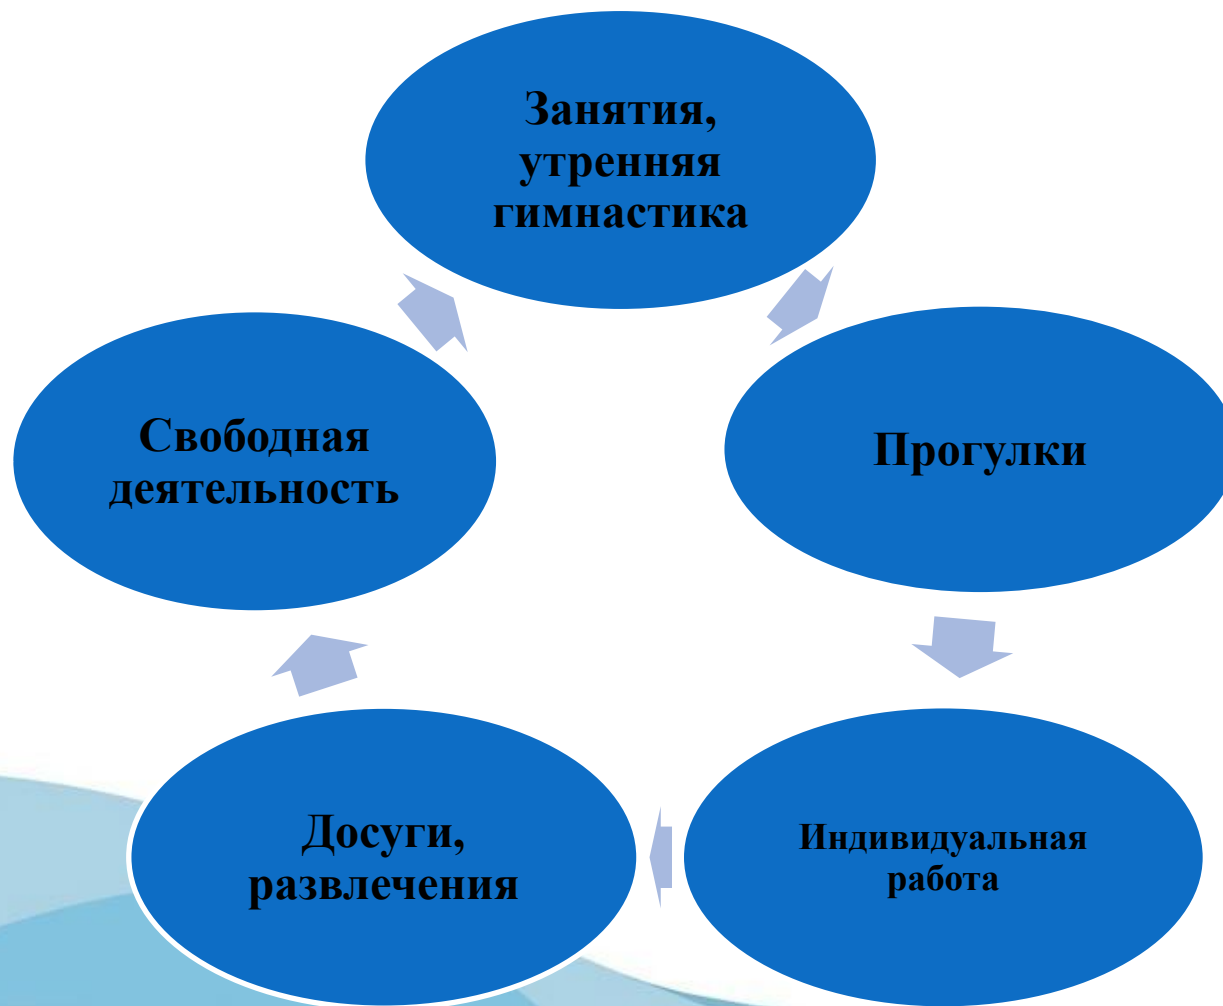 Занятия,
утренняя
гимнастика
Прогулки
Индивидуальная
работа
Досуги,
развлечения
Свободная
деятельность